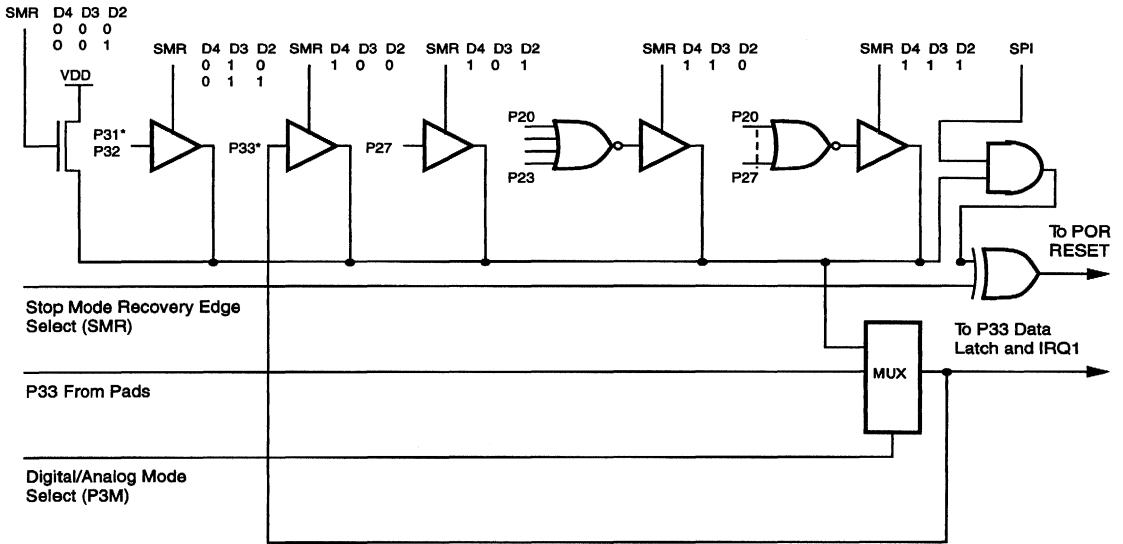 SMR D4 D3 D2
0 0 0
0 0 1
VDD
SMR D4 D3 D2
0 1 0
0 1 1
SMR D4 D3 D2
1 0 0
SMR D4 D3 D2
1 0 1
SMR D4 D3 D2
1 1 0
SMR D4 D3 D2
1 1 1
SPI
P31*
P32
P33*
P27
P20
P23
P20
P27
To POR
RESET
Stop Mode Recovery Edge
Select (SMR)
To P33 Data
Latch and IRQ1
MUX
P33 From Pads
Digital/Analog Mode
Select (P3M)